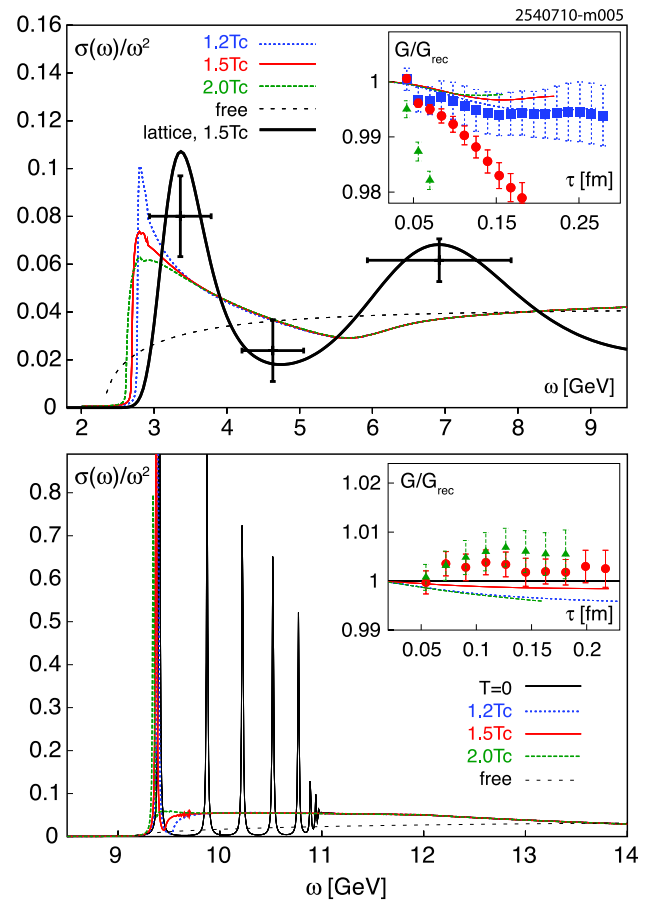 2540710-m005
0.16
0.14
0.12
0.1
0.08
0.06
0.04
0.02
0
σ(ω)/ω²
1.2Tc
1.5Tc
2.0Tc
free
lattice, 1.5Tc
G/Grec
1
0.99
0.98
τ [fm]
0.05 0.15 0.25
ω [GeV]
2 3 4 5 6 7 8 9
σ(ω)/ω²
0.8
0.7
0.6
0.5
0.4
0.3
0.2
0.1
0
G/Grec
1.02
1.01
1
0.99
τ [fm]
0.05 0.1 0.15 0.2
T=0
1.2Tc
1.5Tc
2.0Tc
free
9 10 11 12 13 14
ω [GeV]